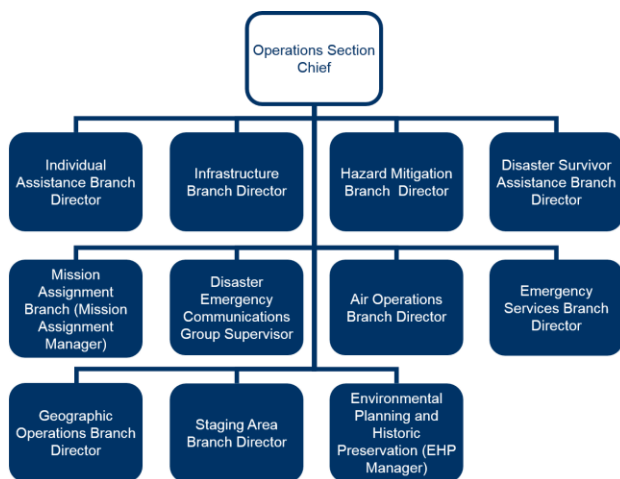 Operations Section
Chief
Individual
Assistance Branch
Director
Infrastructure
Branch Director
Hazard Mitigation
Branch Director
Disaster Survivor
Assistance Branch
Director
Mission
Assignment
Branch (Mission
Assignment
Manager)
Disaster
Emergency
Communications
Group Supervisor
Air Operations
Branch Director
Emergency
Services Branch
Director
Geographic
Operations Branch
Director
Staging Area
Branch Director
Environmental
Planning and
Historic
Preservation (EHP
Manager)